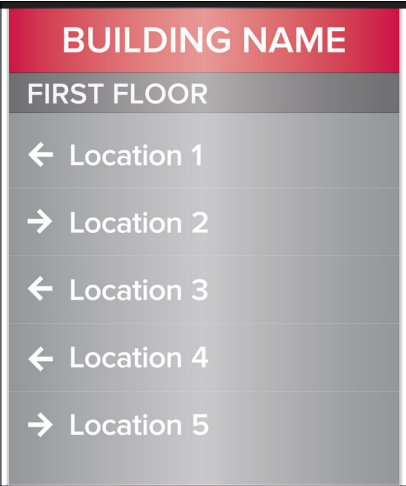 BUILDING NAME
FIRST FLOOR
← Location 1
→ Location 2
← Location 3
← Location 4
→ Location 5